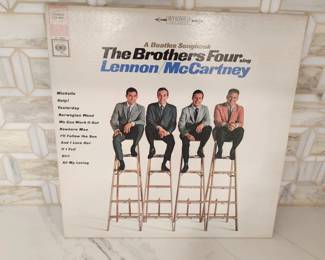 STEREO
A Beatles Songbook
The Brothers Four sing
Lennon McCartney
Michelle
Help!
Yesterday
Norwegian Wood
We Can Work It Out
Nowhere Man
I'll Follow the Sun
And I Love Her
If I Fell
Girl
All My Loving